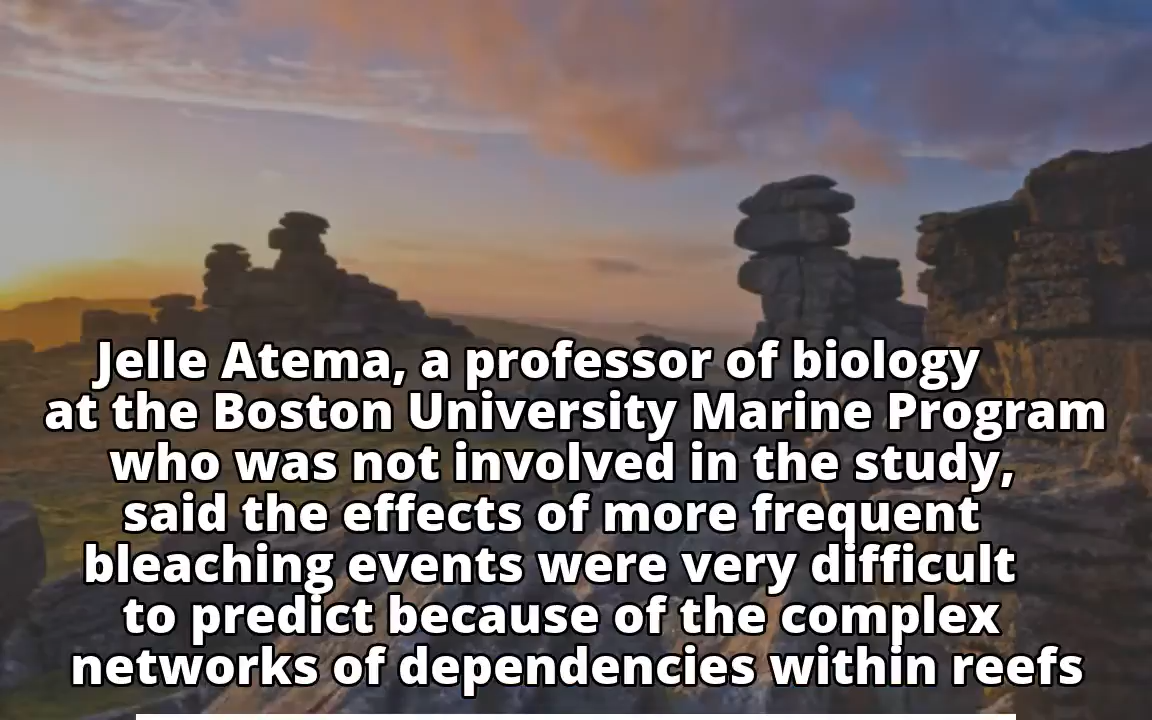 Jelle Atema, a professor of biology
at the Boston University Marine Program
who was not involved in the study,
said the effects of more frequent
bleaching events were very difficult
to predict because of the complex
networks of dependencies within reefs